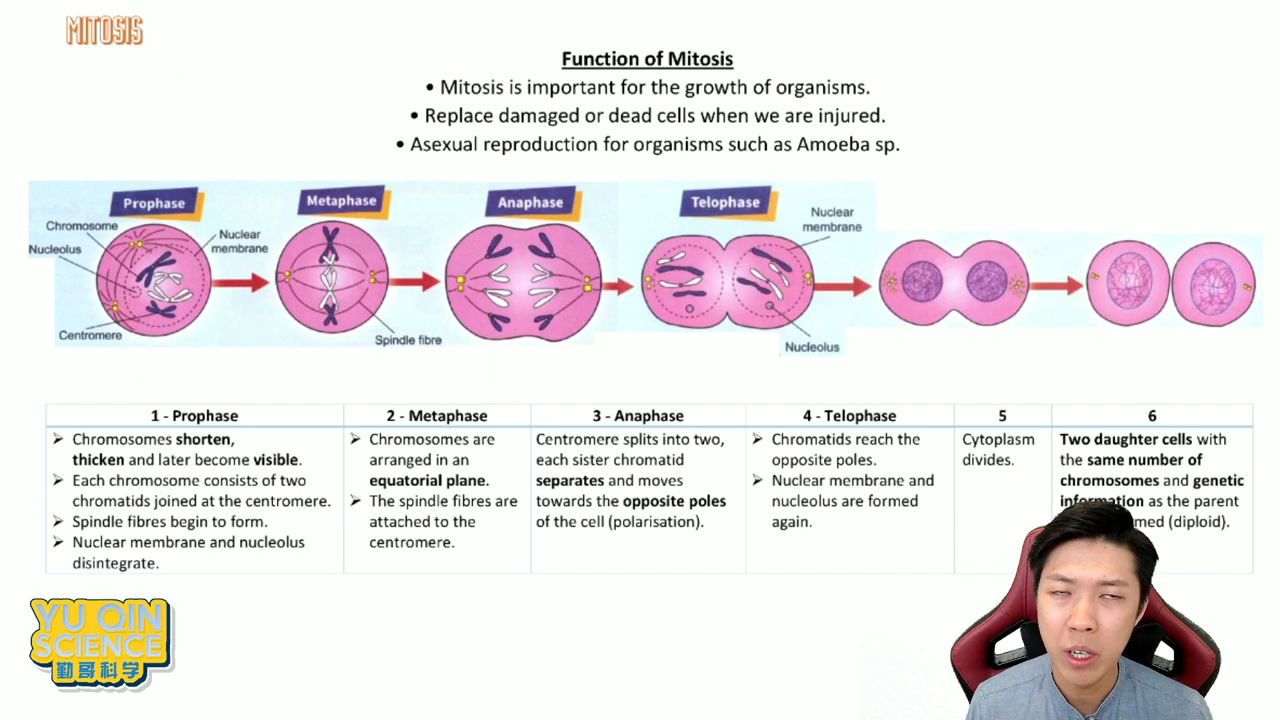 MITOSIS
Function of Mitosis
• Mitosis is important for the growth of organisms.
• Replace damaged or dead cells when we are injured.
• Asexual reproduction for organisms such as Amoeba sp.
Prophase
Metaphase
Anaphase
Telophase
Chromosome
Nucleolus
Nuclear
membrane
Centromere
Spindle fibre
Nuclear
membrane
Nucleolus
1 - Prophase
➢ Chromosomes shorten,
thicken and later become visible.
➢ Each chromosome consists of two
chromatids joined at the centromere.
➢ Spindle fibres begin to form.
➢ Nuclear membrane and nucleolus
disintegrate.
2 - Metaphase
➢ Chromosomes are
arranged in an
equatorial plane.
➢ The spindle fibres are
attached to the
centromere.
3 - Anaphase
Centromere splits into two,
each sister chromatid
separates and moves
towards the opposite poles
of the cell (polarisation).
4 - Telophase
➢ Chromatids reach the
opposite poles.
➢ Nuclear membrane and
nucleolus are formed
again.
5
Cytoplasm
divides.
6
Two daughter cells with
the same number of
chromosomes and genetic
information as the parent
(diploid).
YU QIN
SCIENCE
勤哥科学